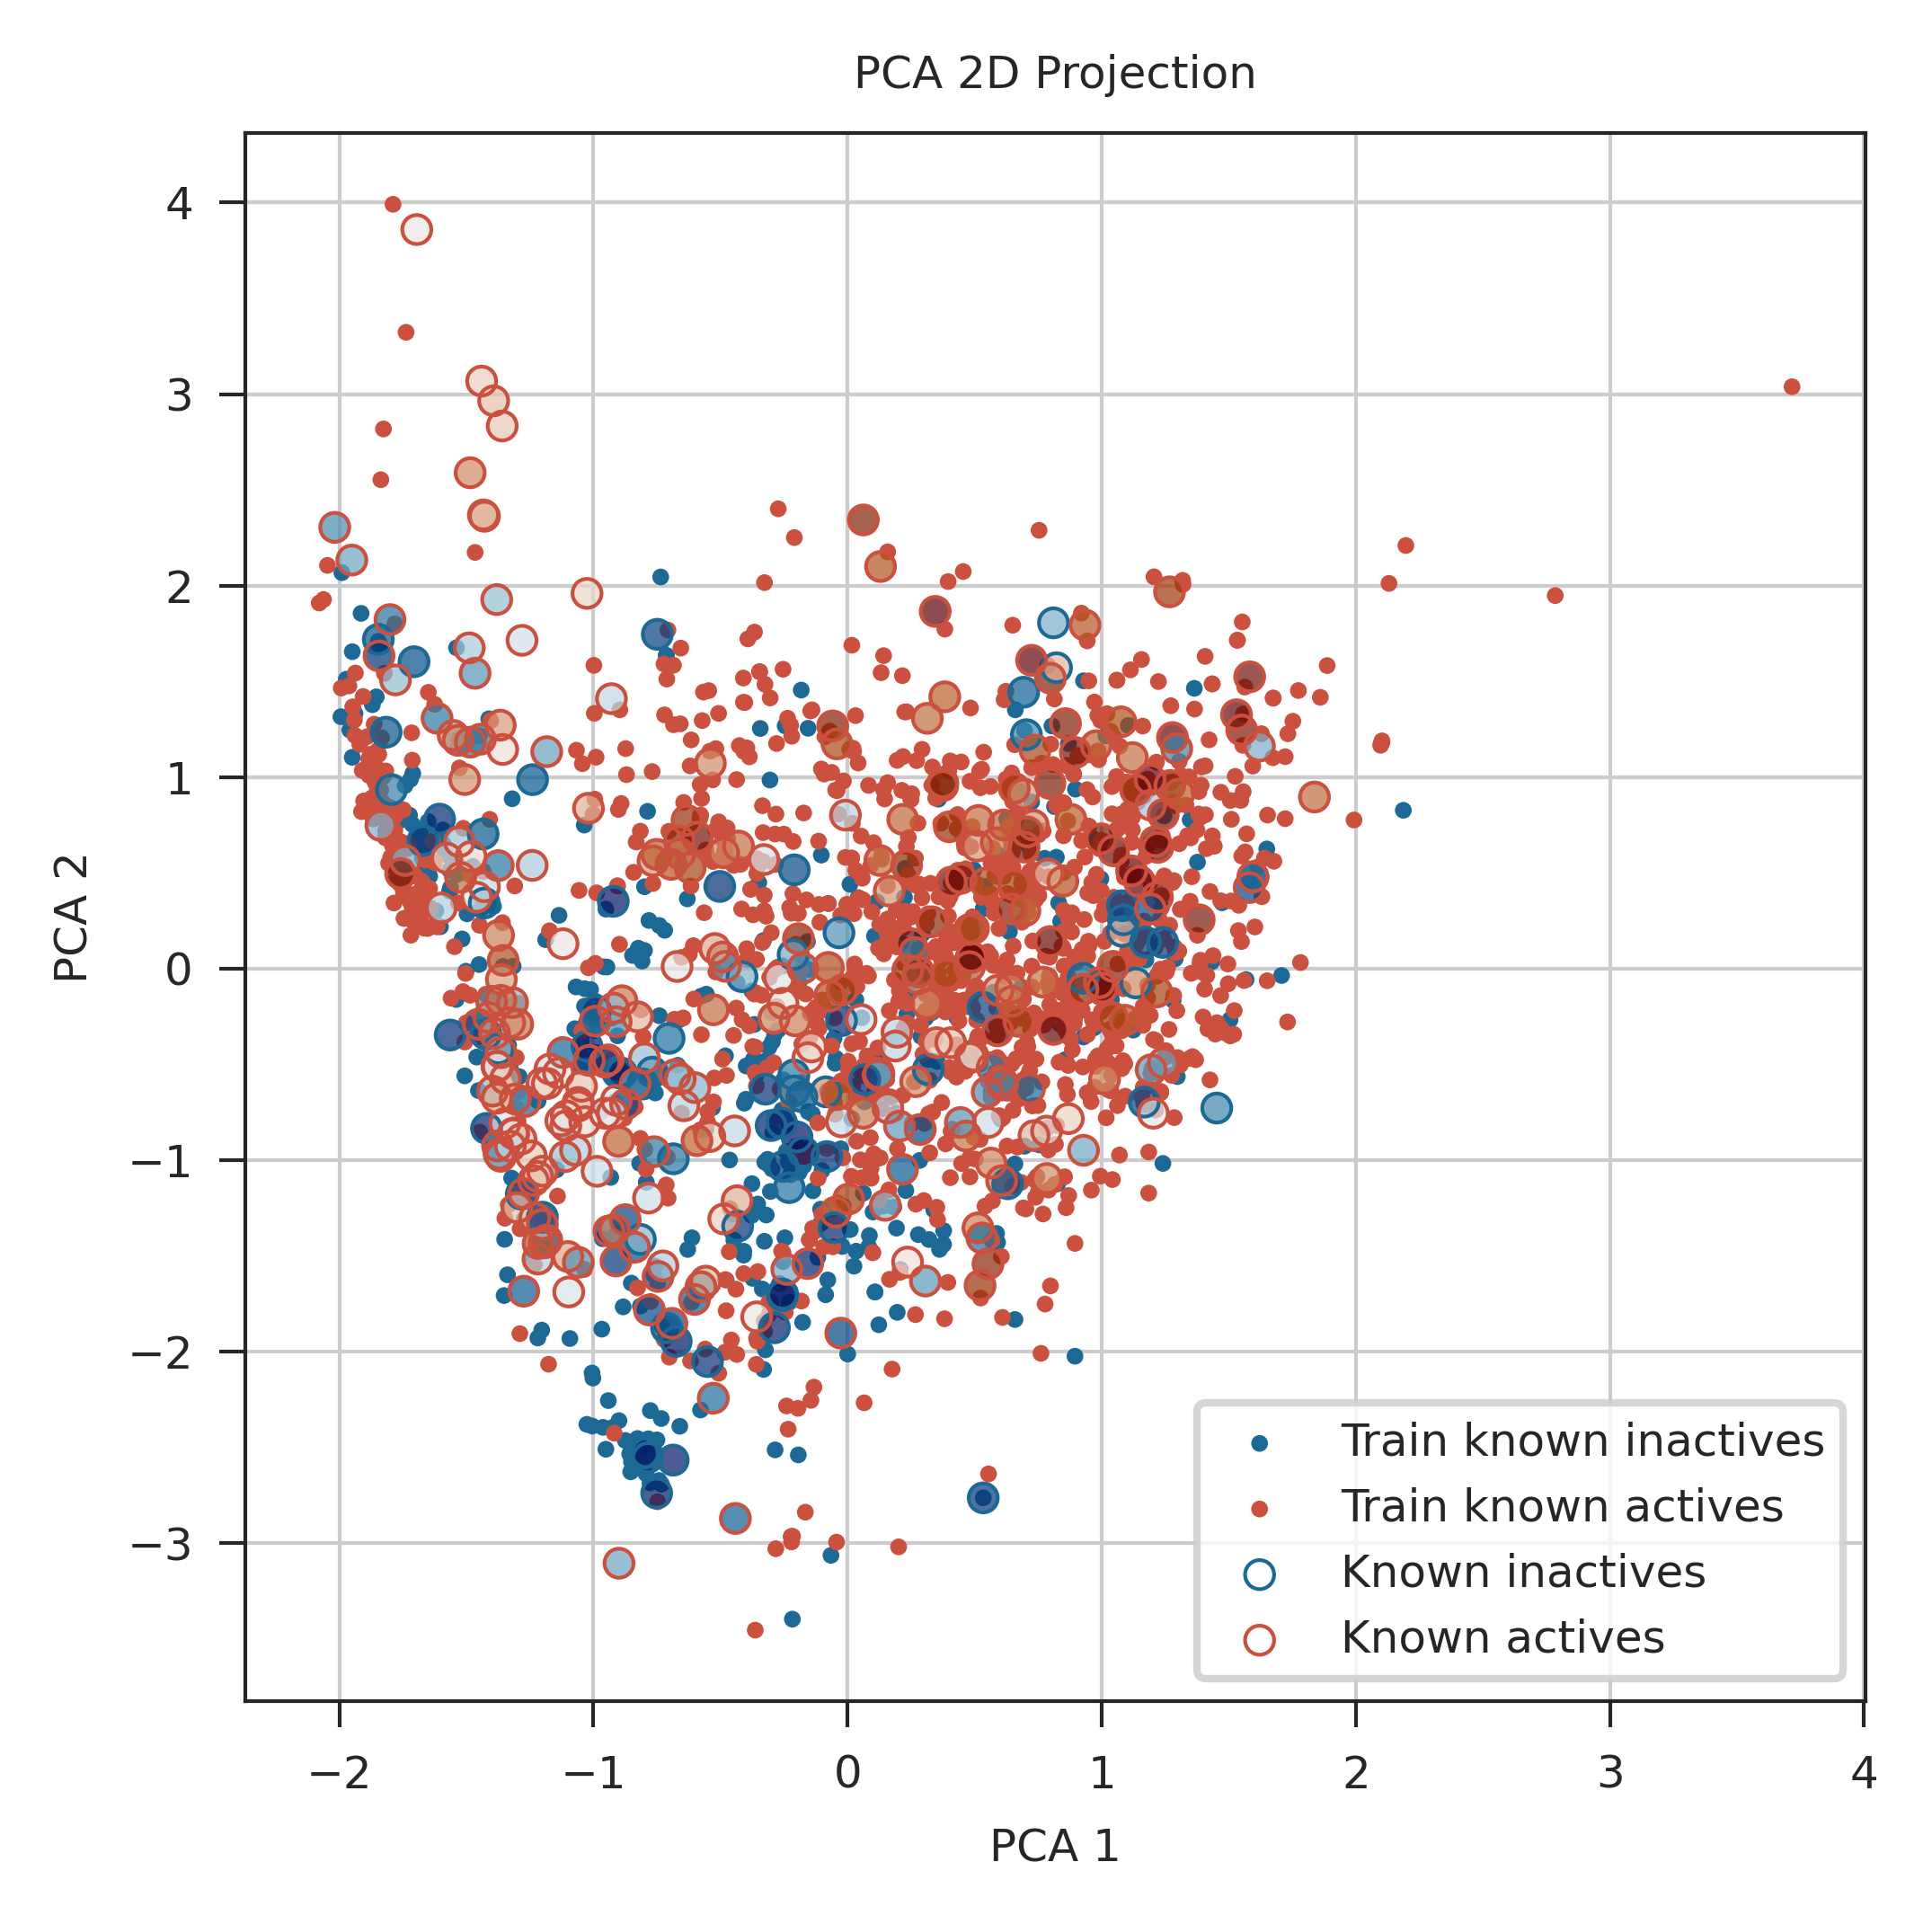 PCA 2D Projection
4
3
2
1
0
−1
−2
−3
PCA 2
−2
−1
0
1
2
3
4
PCA 1
Train known inactives
Train known actives
Known inactives
Known actives